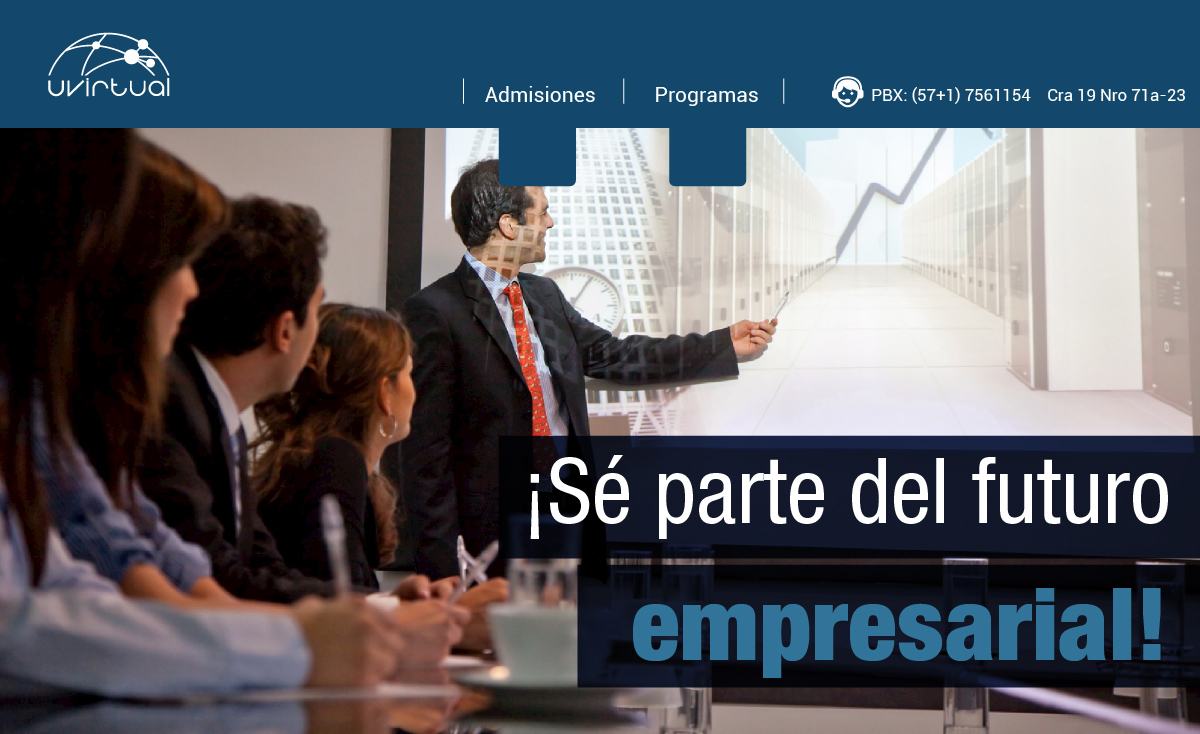 uvirtual
Admisiones
Programas
PBX: (57+1) 7561154 Cra 19 Nro 71a-23
¡Sé parte del futuro
empresarial!